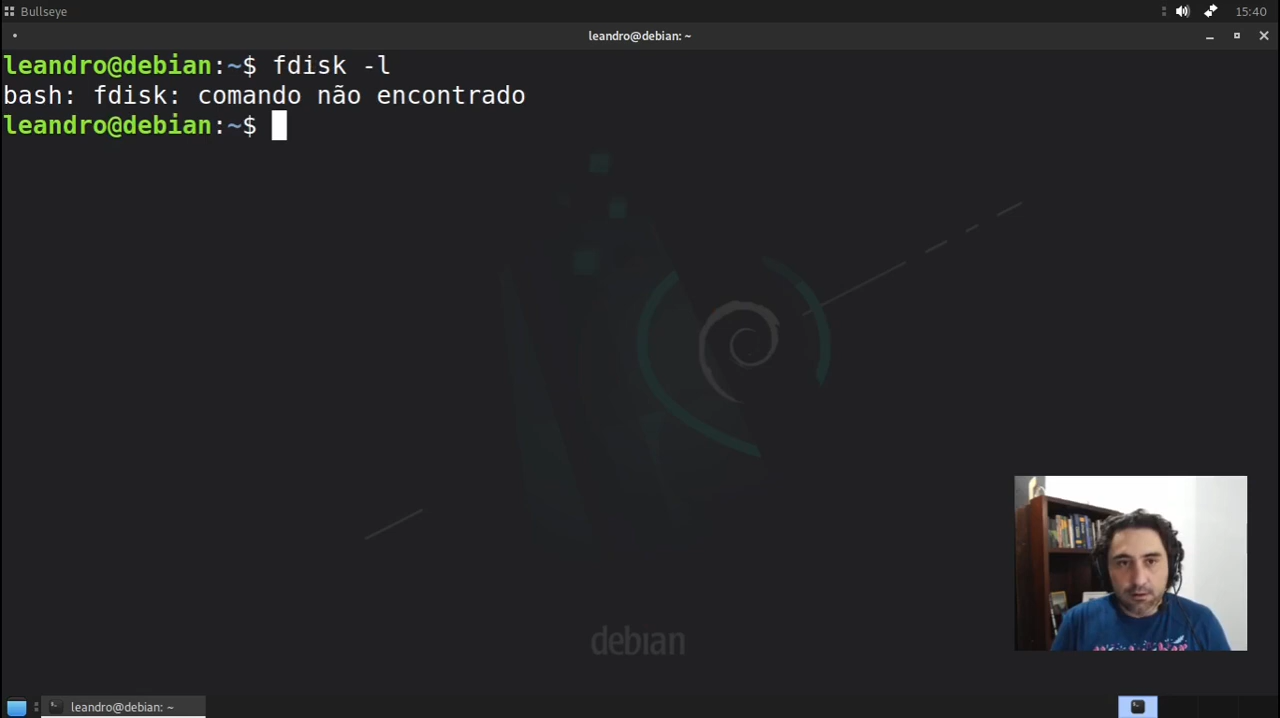 Bullseye
15:40
leandro@debian: ~
leandro@debian:~$ fdisk -l
bash: fdisk: comando não encontrado
leandro@debian:~$
debian
leandro@debian: ~